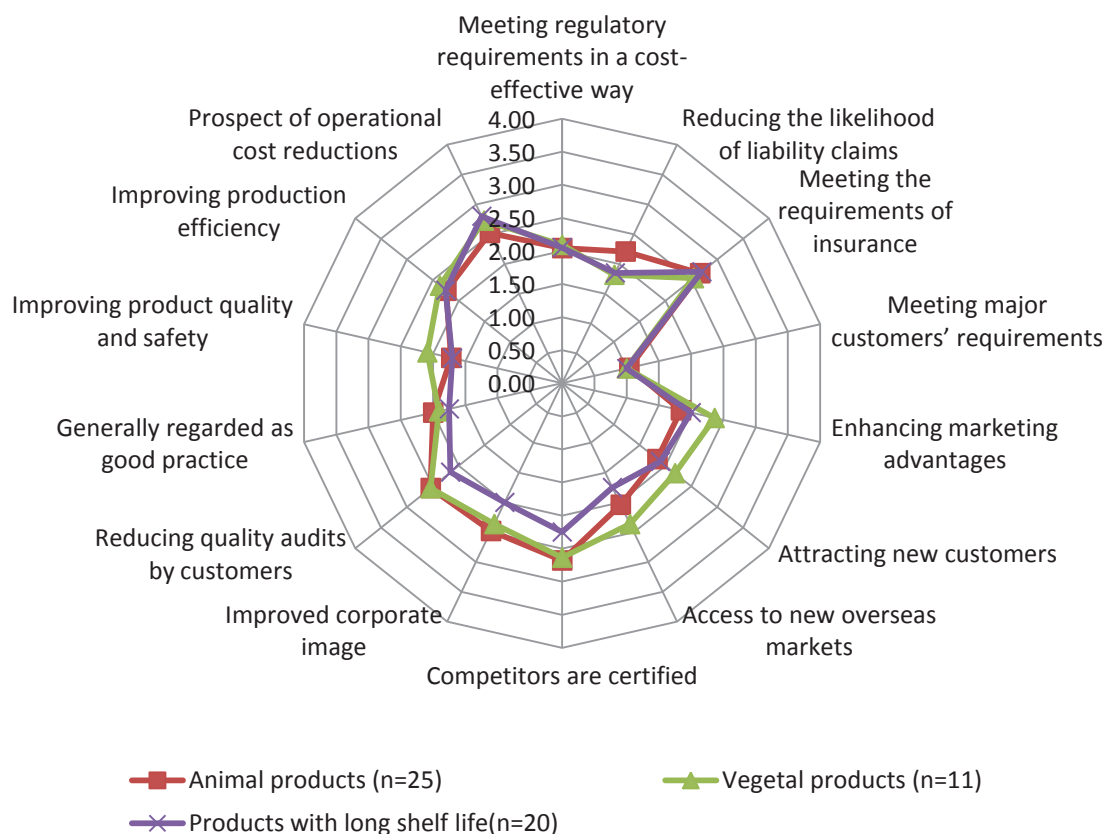 Meeting regulatory
requirements in a cost-
effective way
Reducing the likelihood
of liability claims
Meeting the
requirements of
insurance
Meeting major
customers’ requirements
Enhancing marketing
advantages
Attracting new customers
Access to new overseas
markets
Competitors are certified
Improved corporate
image
Reducing quality audits
by customers
Generally regarded as
good practice
Improving product quality
and safety
Improving production
efficiency
Prospect of operational
cost reductions
4.00
3.50
3.00
2.50
2.00
1.50
1.00
0.50
0.00
Animal products (n=25)
Vegetal products (n=11)
Products with long shelf life(n=20)